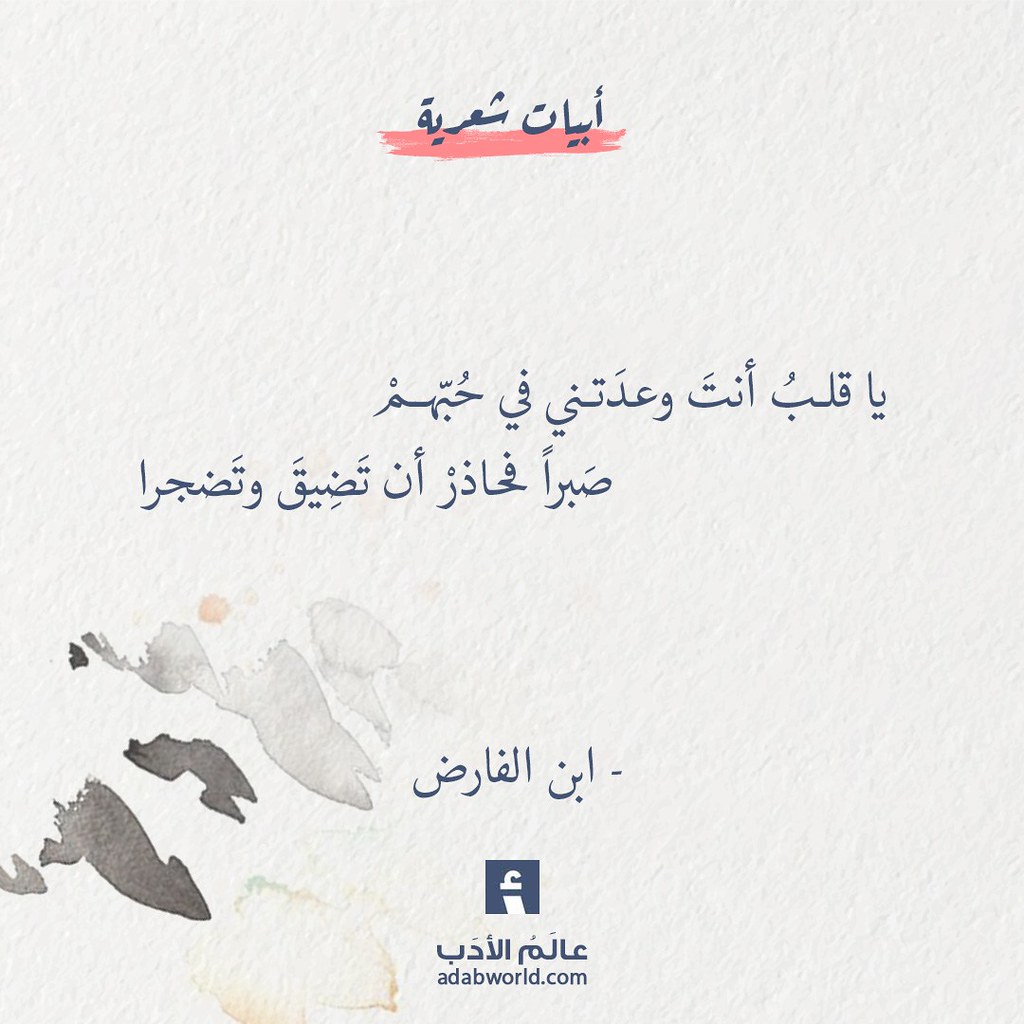 أبيات شعرية
يا قلبُ أنتَ وعدَتني في حُبّهمْ
صَبراً فحاذرْ أن تَضِيقَ وتَضجرا
- ابن الفارض
أ
عالَمُ الأدَب
adabworld.com